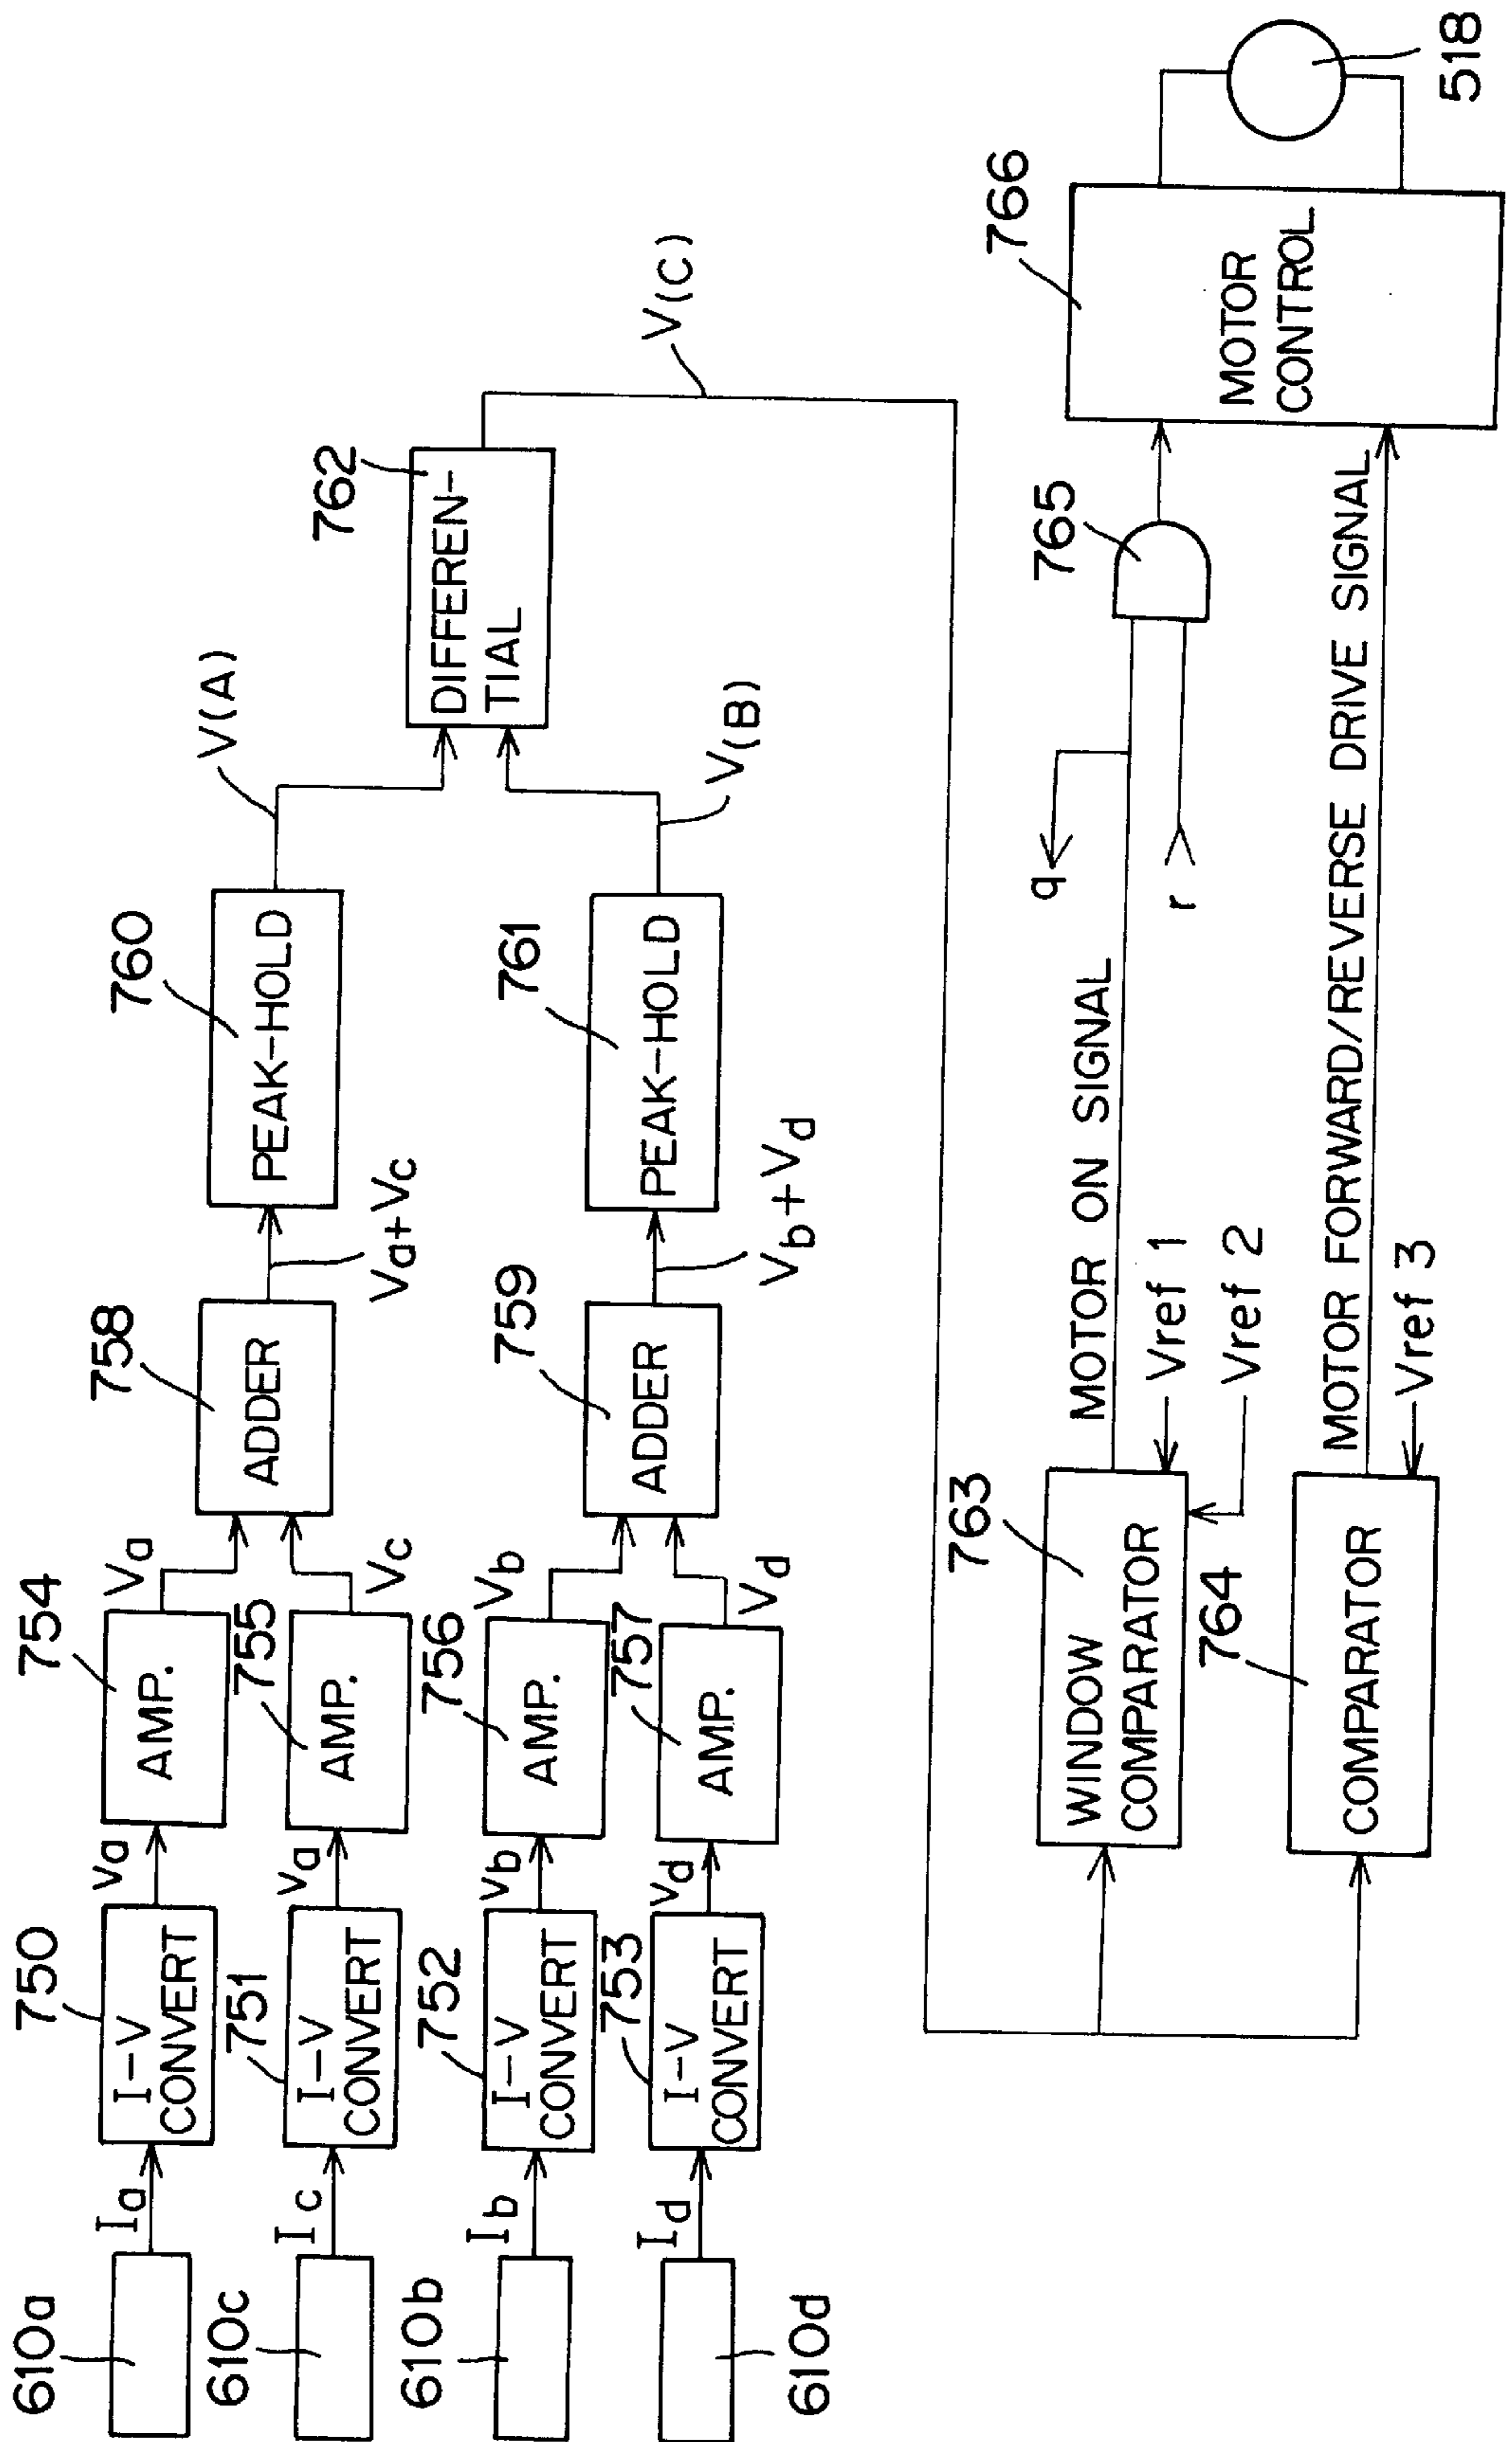 610a
Ia
750
I-V
CONVERT
va
754
AMP.
Va
610c
Ic
751
I-V
CONVERT
va
755
AMP.
Vc
758
ADDER
Va+Vc
760
PEAK-HOLD
V(A)
610b
Ib
752
I-V
CONVERT
vb
756
AMP.
Vb
610d
Id
753
I-V
CONVERT
vd
757
AMP.
Vd
759
ADDER
Vb+Vd
761
PEAK-HOLD
V(B)
762
DIFFEREN-
TIAL
V(C)
763
WINDOW
COMPARATOR
MOTOR ON SIGNAL
Vref 1
Vref 2
q
r
765
764
COMPARATOR
MOTOR FORWARD/REVERSE DRIVE SIGNAL
Vref 3
766
MOTOR
CONTROL
518